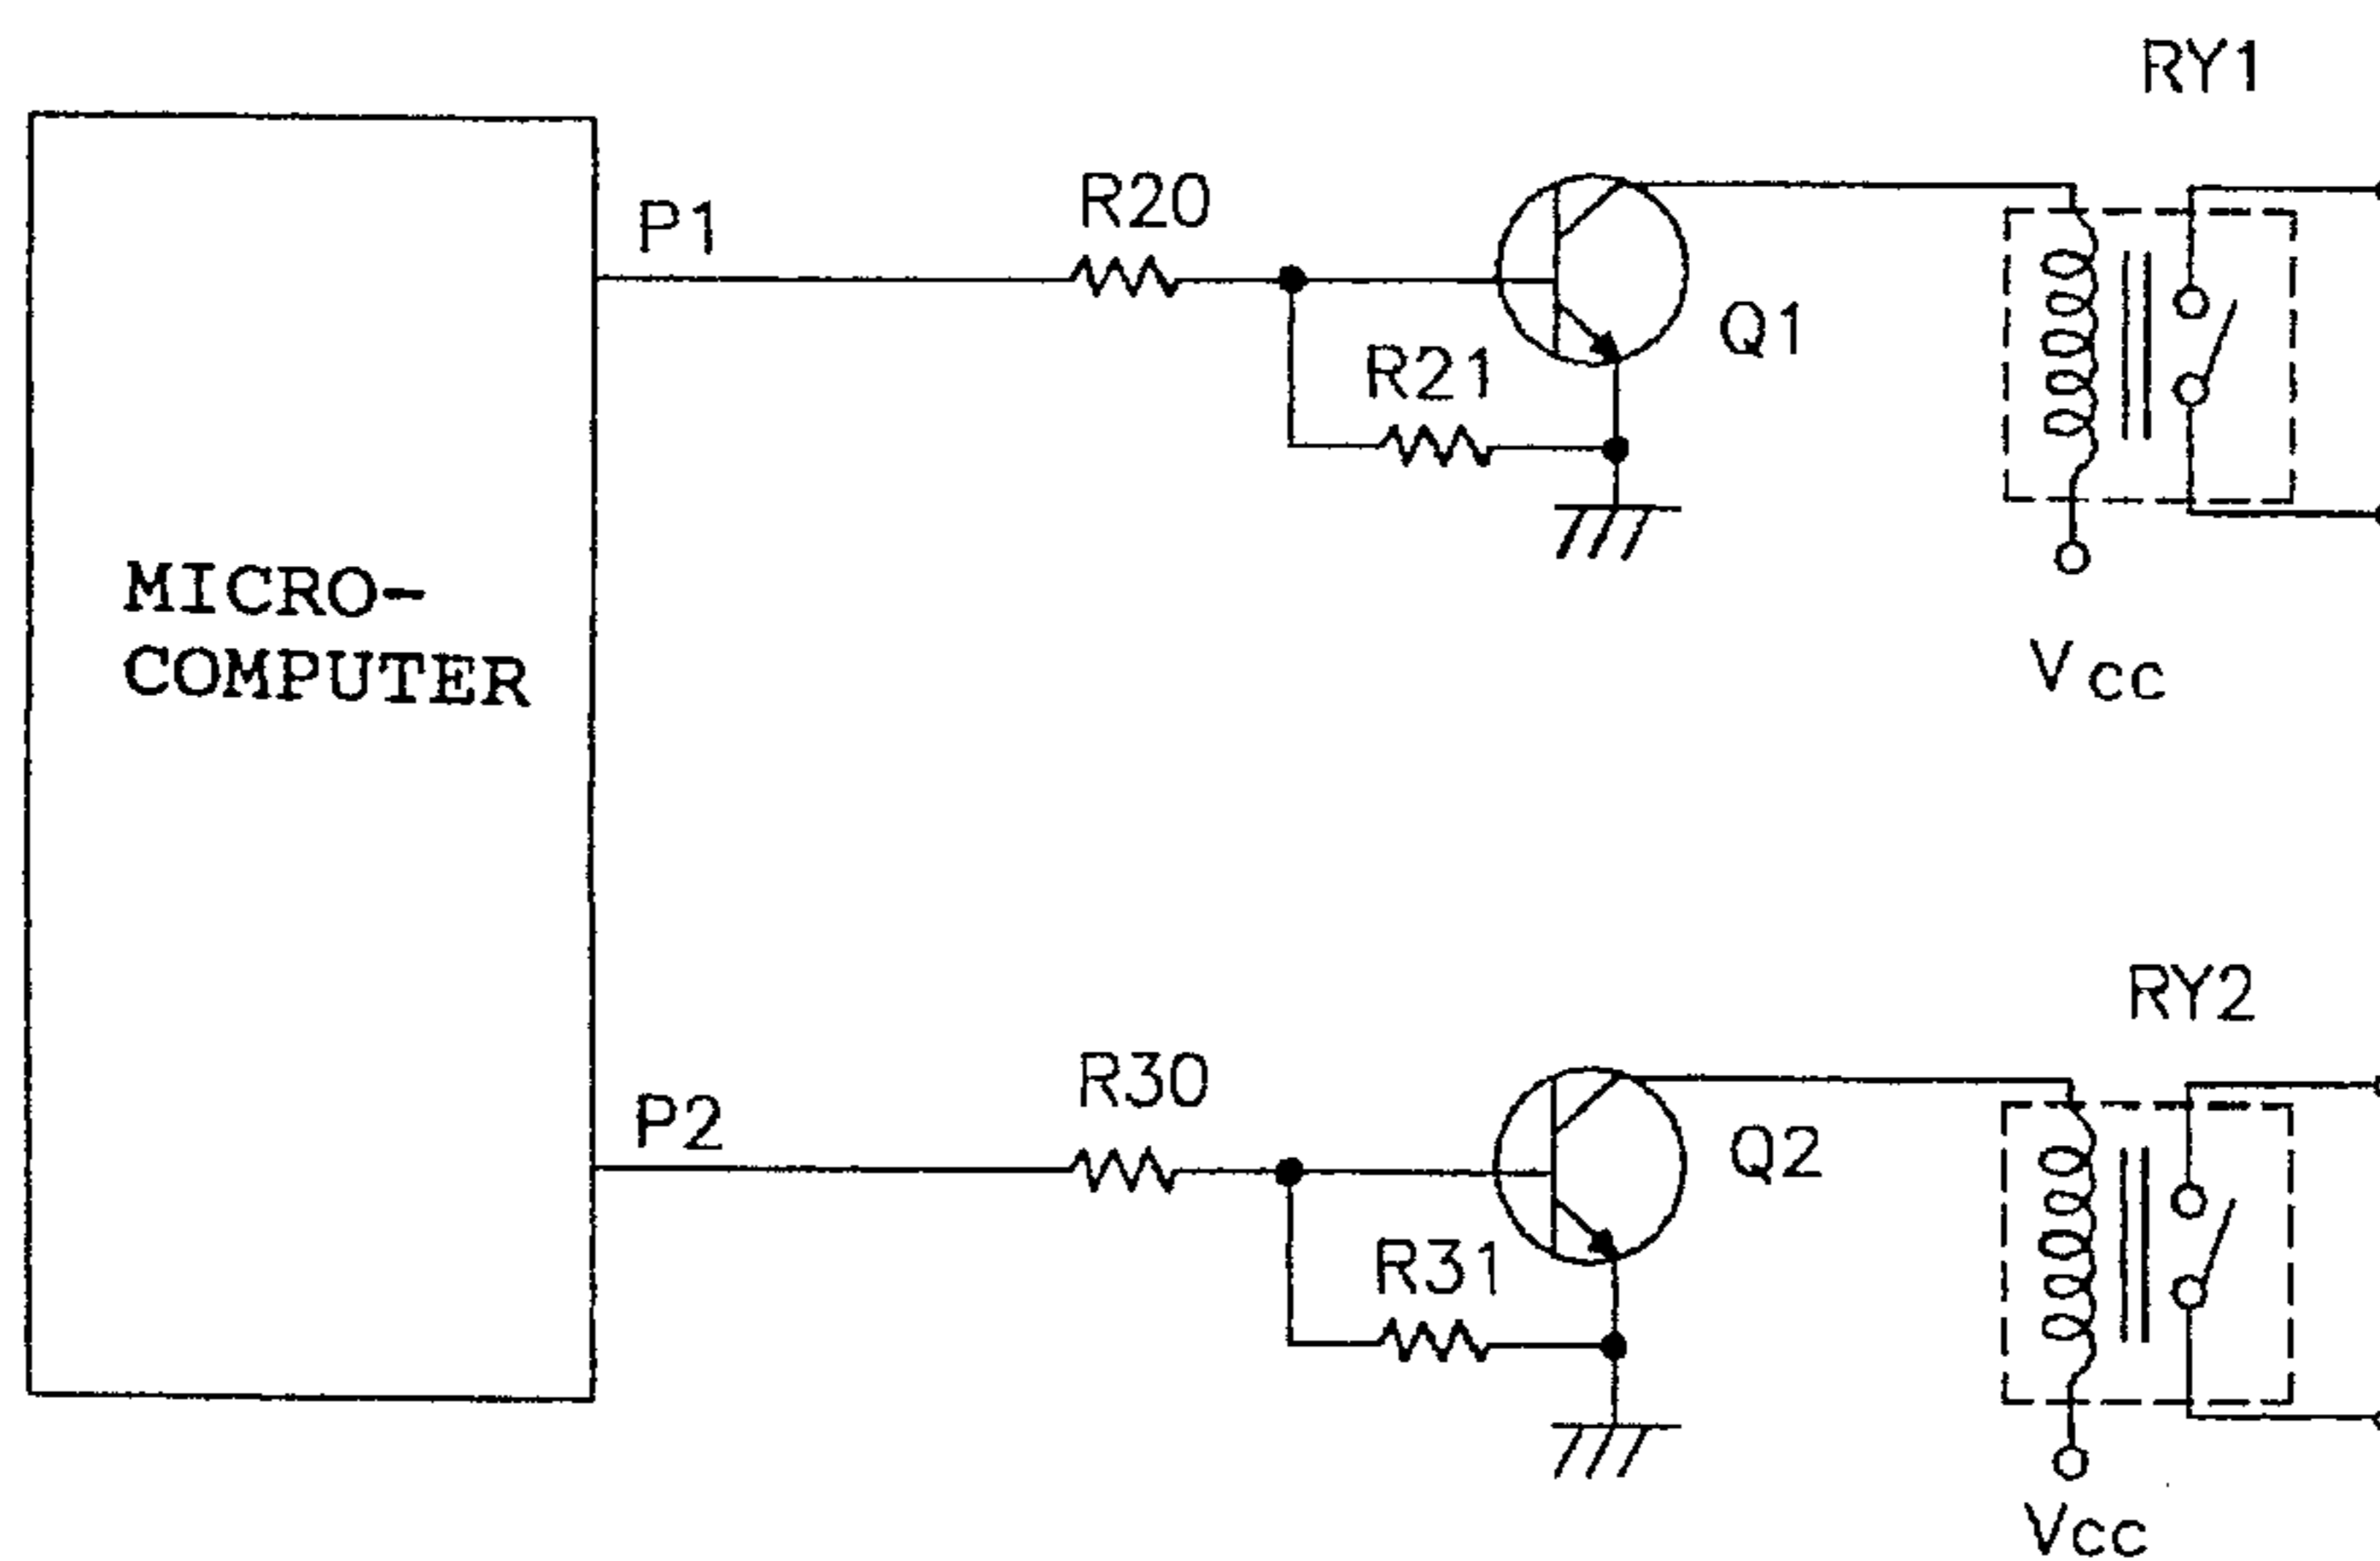 RY1
P1
R20
Q1
R21
MICRO-
COMPUTER
Vcc
RY2
R30
P2
Q2
R31
Vcc